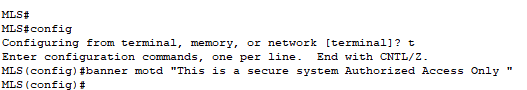 MLS#
MLS#config
Configuring from terminal, memory, or network [terminal]? t
Enter configuration commands, one per line.  End with CNTL/Z.
MLS(config)#banner motd "This is a secure system Authorized Access Only "
MLS(config)#